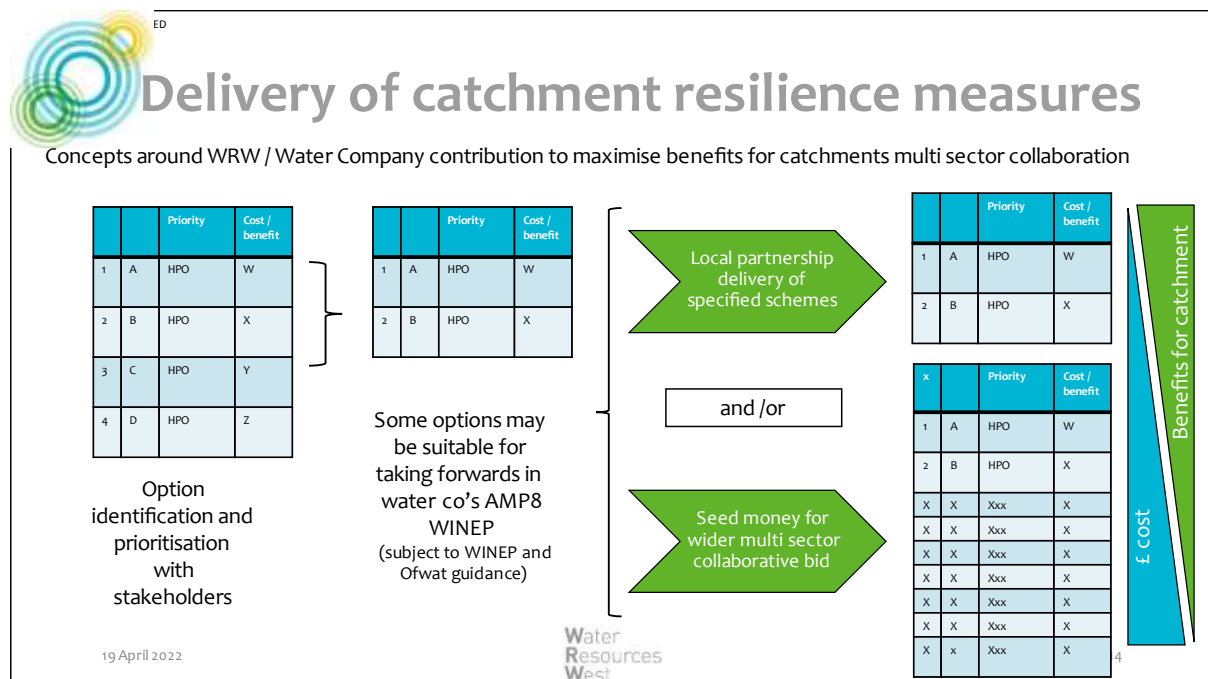 ED
Delivery of catchment resilience measures
Concepts around WRW / Water Company contribution to maximise benefits for catchments multi sector collaboration
Priority Cost /
benefit
1 A HPO W
2 B HPO X
3 C HPO Y
4 D HPO Z
Option
identification and
prioritisation
with
stakeholders
Priority Cost /
benefit
1 A HPO W
2 B HPO X
Some options may
be suitable for
taking forwards in
water co's AMP8
WINEP
(subject to WINEP and
Ofwat guidance)
Local partnership
delivery of
specified schemes
and /or
Seed money for
wider multi sector
collaborative bid
Priority Cost /
benefit
1 A HPO W
2 B HPO X
x Priority Cost /
benefit
1 A HPO W
2 B HPO X
X X Xxx X
X X Xxx X
X X Xxx X
X X Xxx X
X X Xxx X
X X Xxx X
X x Xxx X
£ cost
Benefits for catchment
19 April 2022
Water
Resources
West
4